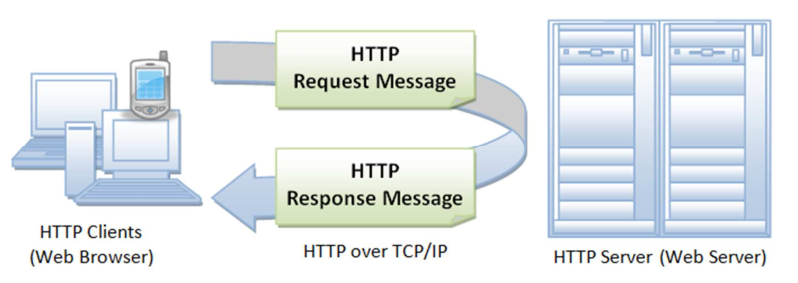 HTTP
Request Message
HTTP
Response Message
HTTP Clients
(Web Browser)
HTTP over TCP/IP
HTTP Server (Web Server)